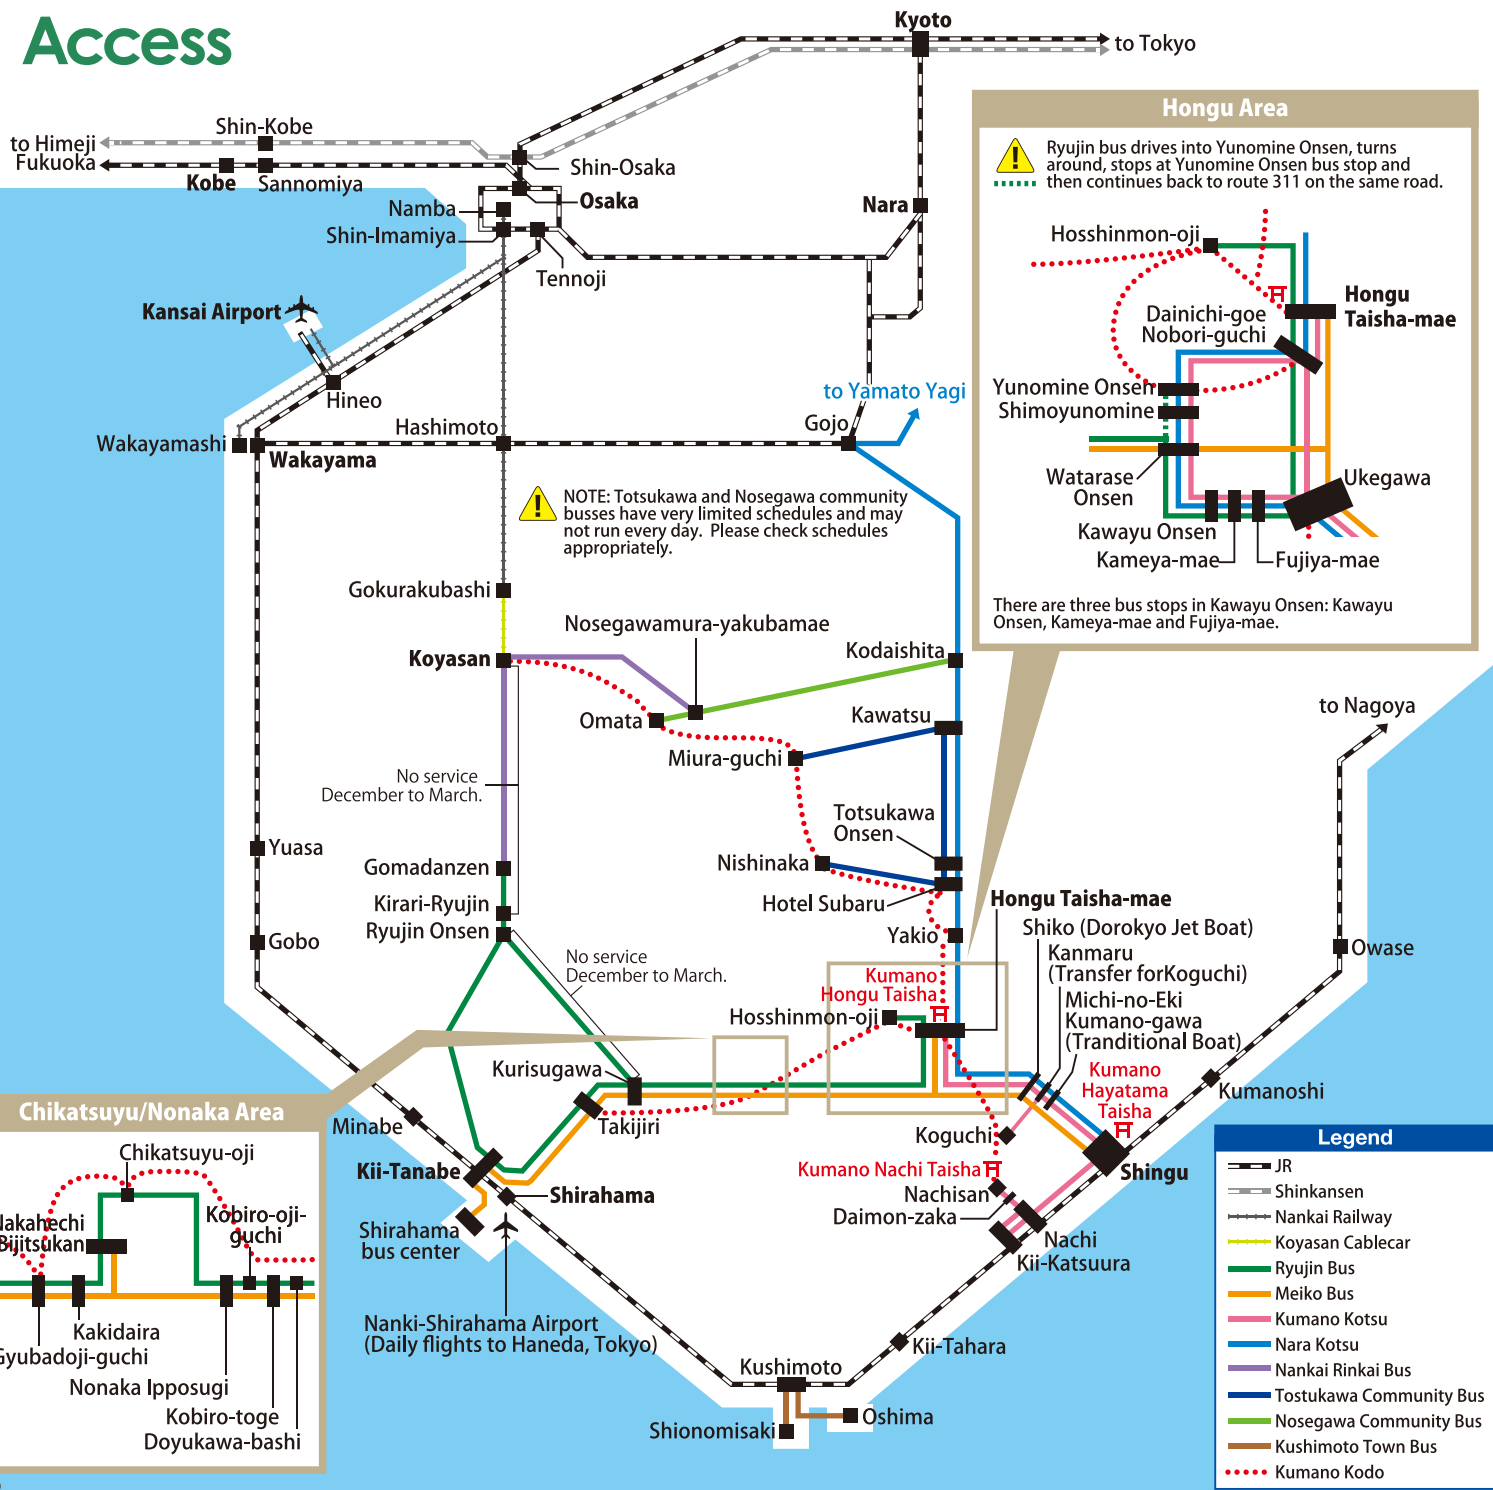 Access
Kyoto
to Tokyo
Shin-Kobe
to Himeji
Fukuoka
Kobe
Sannomiya
Shin-Osaka
Osaka
Namba
Shin-Imamiya
Tennoji
Nara
Kansai Airport
Hineo
to Yamato Yagi
Wakayamashi
Wakayama
Hashimoto
Gojo
NOTE: Totsukawa and Nosegawa community
busses have very limited schedules and may
not run every day. Please check schedules
appropriately.
Hongu Area
Ryujin bus drives into Yunomine Onsen, turns
around, stops at Yunomine Onsen bus stop and
then continues back to route 311 on the same road.
Hosshinmon-oji
Hongu
Taisha-mae
Dainichi-goe
Nobori-guchi
Yunomine Onsen
Shimoyunomine
Watarase
Onsen
Ukegawa
Kawayu Onsen
Kameya-mae
Fujiya-mae
There are three bus stops in Kawayu Onsen: Kawayu
Onsen, Kameya-mae and Fujiya-mae.
Gokurakubashi
Nosegawamura-yakubamae
Koyasan
Kodaishita
Omata
Kawatsu
Miura-guchi
No service
December to March.
Totsukawa
Onsen
Nishinaka
Hotel Subaru
to Nagoya
Yuasa
Gomadanzen
Kirari-Ryujin
Ryujin Onsen
Gobo
No service
December to March.
Yakio
Hongu Taisha-mae
Shiko (Dorokyo Jet Boat)
Kanmaru
(Transfer forKoguchi)
Michi-no-Eki
Kumano-gawa
(Tranditional Boat)
Owase
Kumano
Hongu Taisha
Hosshinmon-oji
Kurisugawa
Takijiri
Kumano
Hayatama
Taisha
Kumanoshi
Koguchi
Kumano Nachi Taisha
Nachisan
Daimon-zaka
Shingu
Nachi
Kii-Katsuura
Minabe
Kii-Tanabe
Shirahama
Shirahama
bus center
Nanki-Shirahama Airport
(Daily flights to Haneda, Tokyo)
Kii-Tahara
Kushimoto
Shionomisaki
Oshima
Chikatsuyu/Nonaka Area
Chikatsuyu-oji
Nakahechi
Bijitsukan
Kobiro-oji-
guchi
Kakidaira
Gyubadoji-guchi
Nonaka Ipposugi
Kobiro-toge
Doyukawa-bashi
Legend
JR
Shinkansen
Nankai Railway
Koyasan Cablecar
Ryujin Bus
Meiko Bus
Kumano Kotsu
Nara Kotsu
Nankai Rinkai Bus
Tostukawa Community Bus
Nosegawa Community Bus
Kushimoto Town Bus
Kumano Kodo